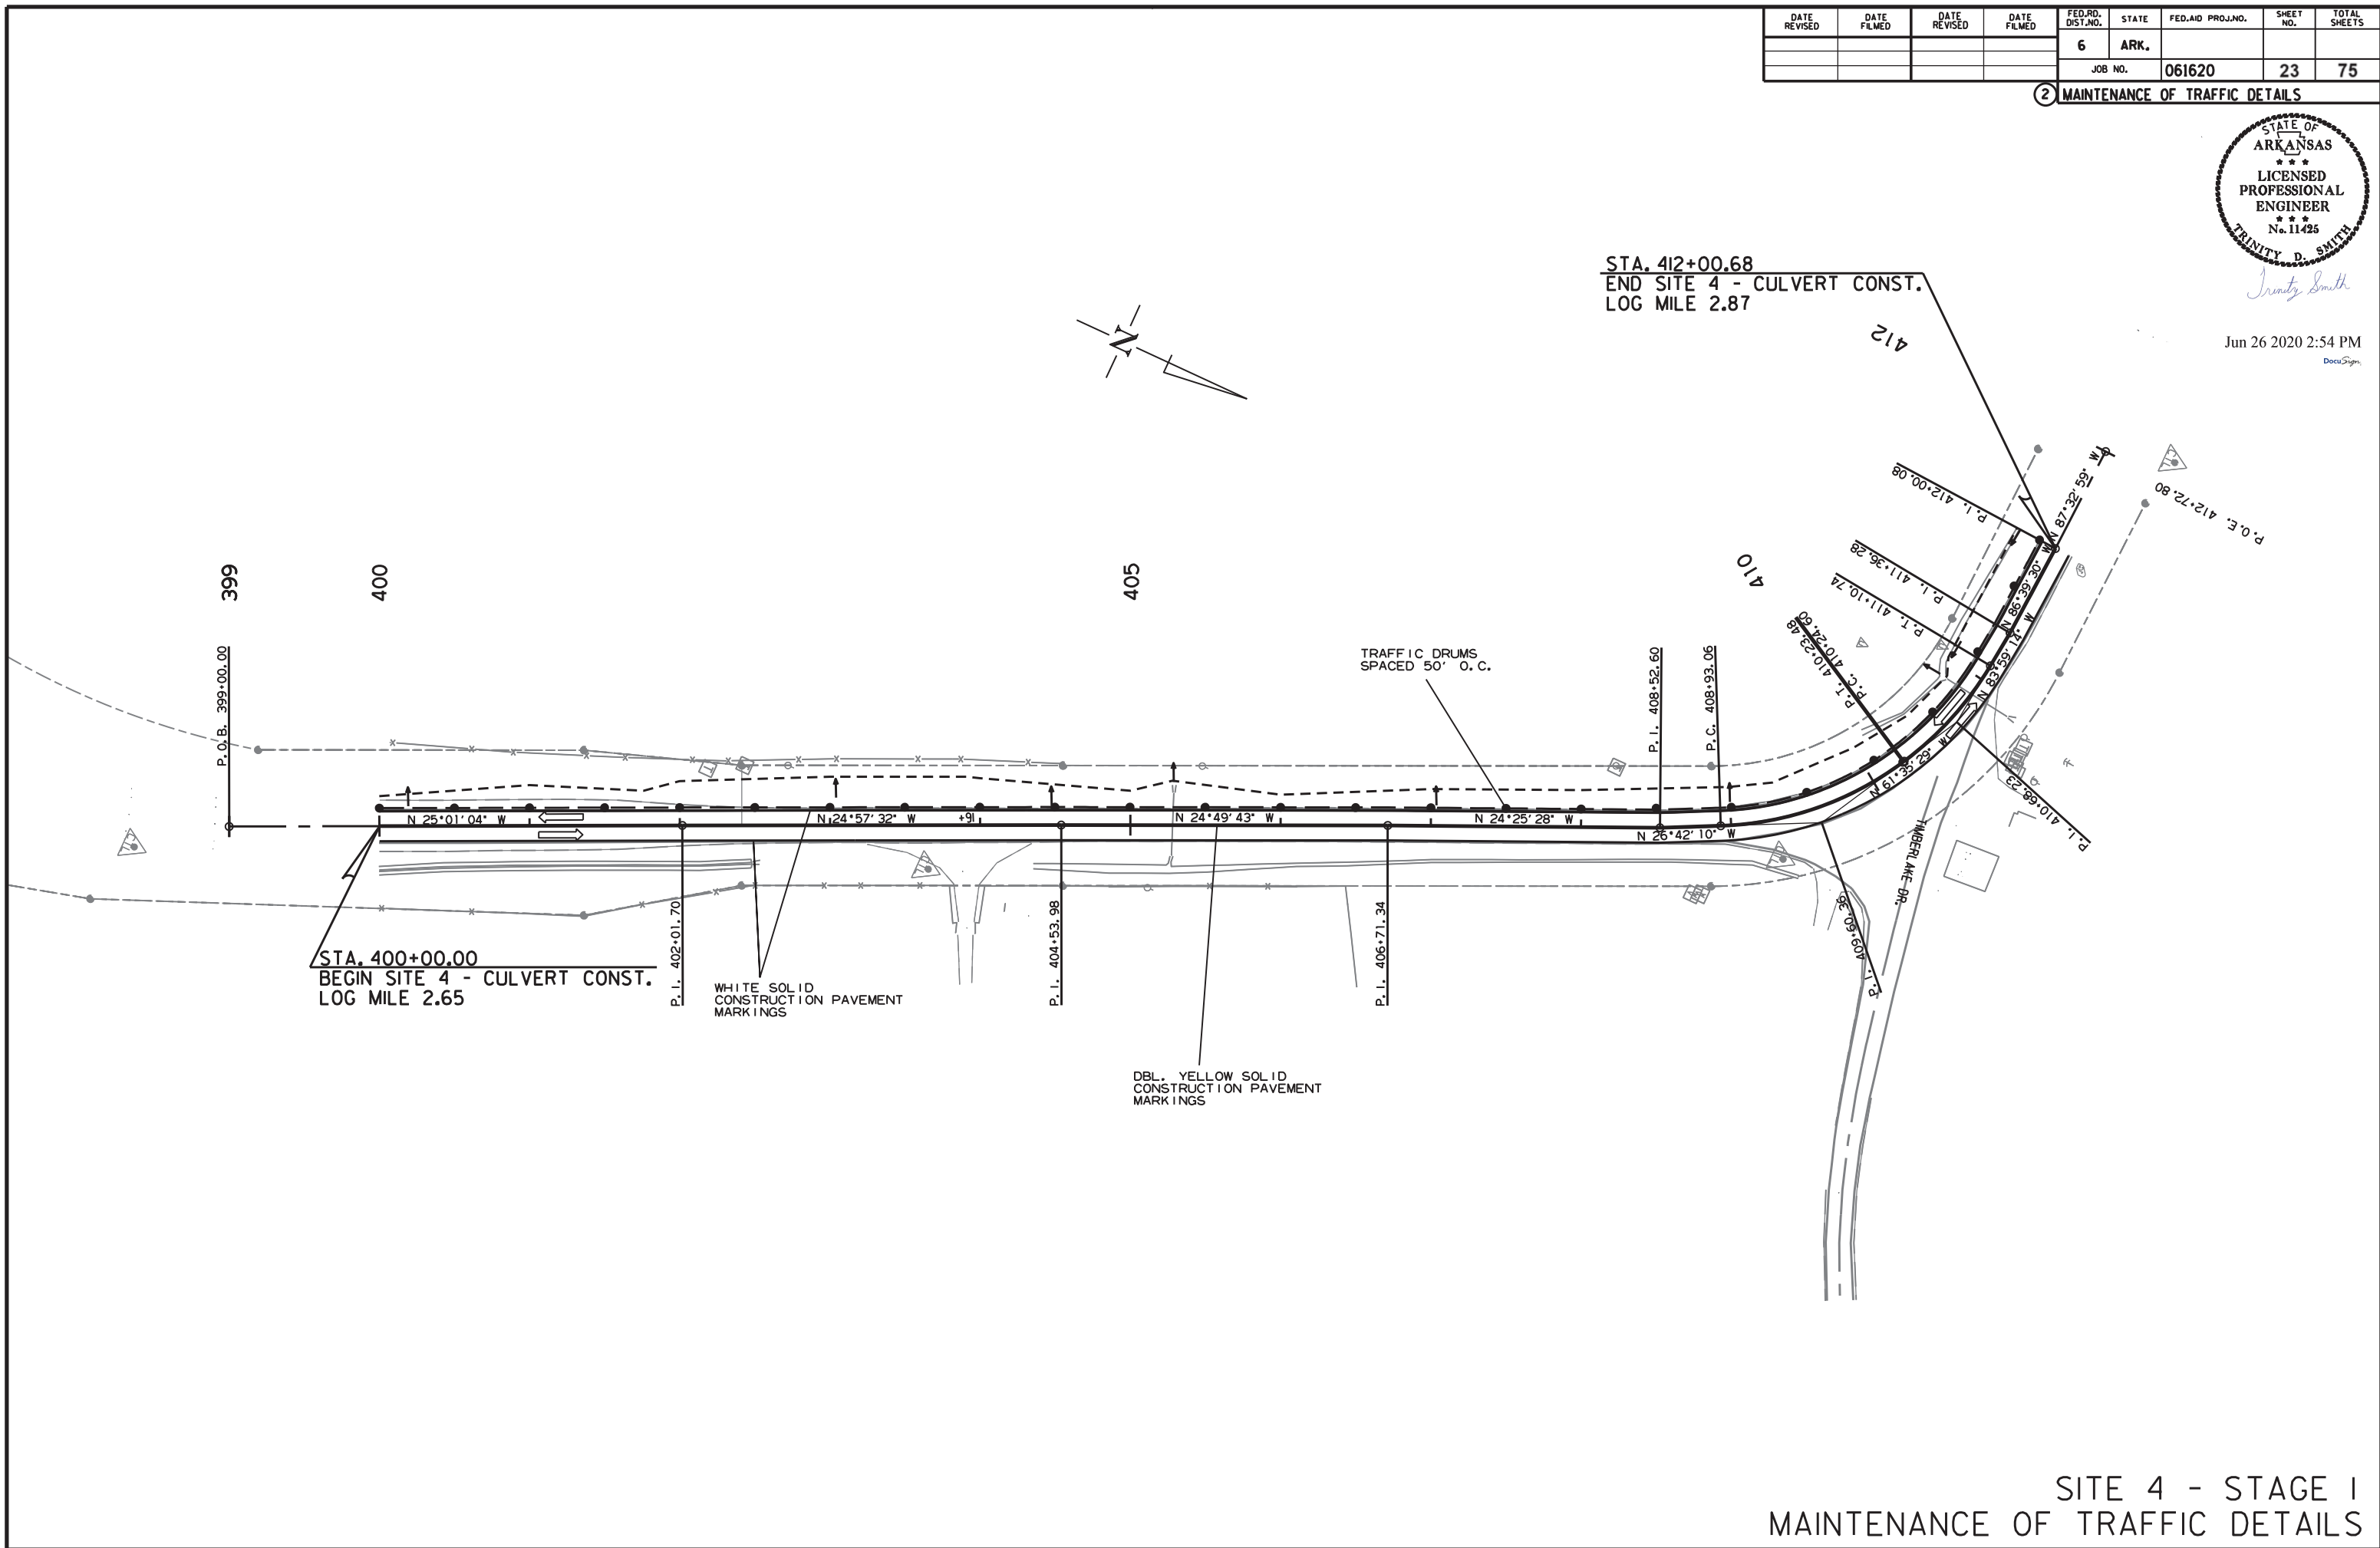 DATE REVISED
DATE FILMED
DATE REVISED
DATE FILMED
FED.RD. DIST.NO.
STATE
FED.AID PROJ.NO.
SHEET NO.
TOTAL SHEETS
6
ARK.
JOB NO.
061620
23
75
2 MAINTENANCE OF TRAFFIC DETAILS
STATE OF
ARKANSAS
★ ★ ★
LICENSED
PROFESSIONAL
ENGINEER
★ ★ ★
No. 11425
TRINITY D. SMITH
Trinity Smith
Jun 26 2020 2:54 PM
DocuSign
STA. 412+00.68
END SITE 4 - CULVERT CONST.
LOG MILE 2.87
N
412
P.I. 412+00.08
N 87°32'59" W
P.O.E. 412+72.80
P.I. 411+36.28
P.T. 411+10.74
N 86°39'30" W
N 83°59'14" W
410
P.T. 410+23.48
P.C. 410+24.60
399
400
405
P.O.B. 399+00.00
TRAFFIC DRUMS
SPACED 50' O.C.
P.I. 408+52.60
P.C. 408+93.06
N 61°35'29" W
P.I. 410+68.23
TIMBERLAKE DR.
N 25°01'04" W
N 24°57'32" W
+91
N 24°49'43" W
N 24°25'28" W
N 26°42'10" W
P.I. 409+60.36
P.I. 402+01.70
P.I. 404+53.98
P.I. 406+71.34
STA. 400+00.00
BEGIN SITE 4 - CULVERT CONST.
LOG MILE 2.65
WHITE SOLID
CONSTRUCTION PAVEMENT
MARKINGS
DBL. YELLOW SOLID
CONSTRUCTION PAVEMENT
MARKINGS
SITE 4 - STAGE 1
MAINTENANCE OF TRAFFIC DETAILS